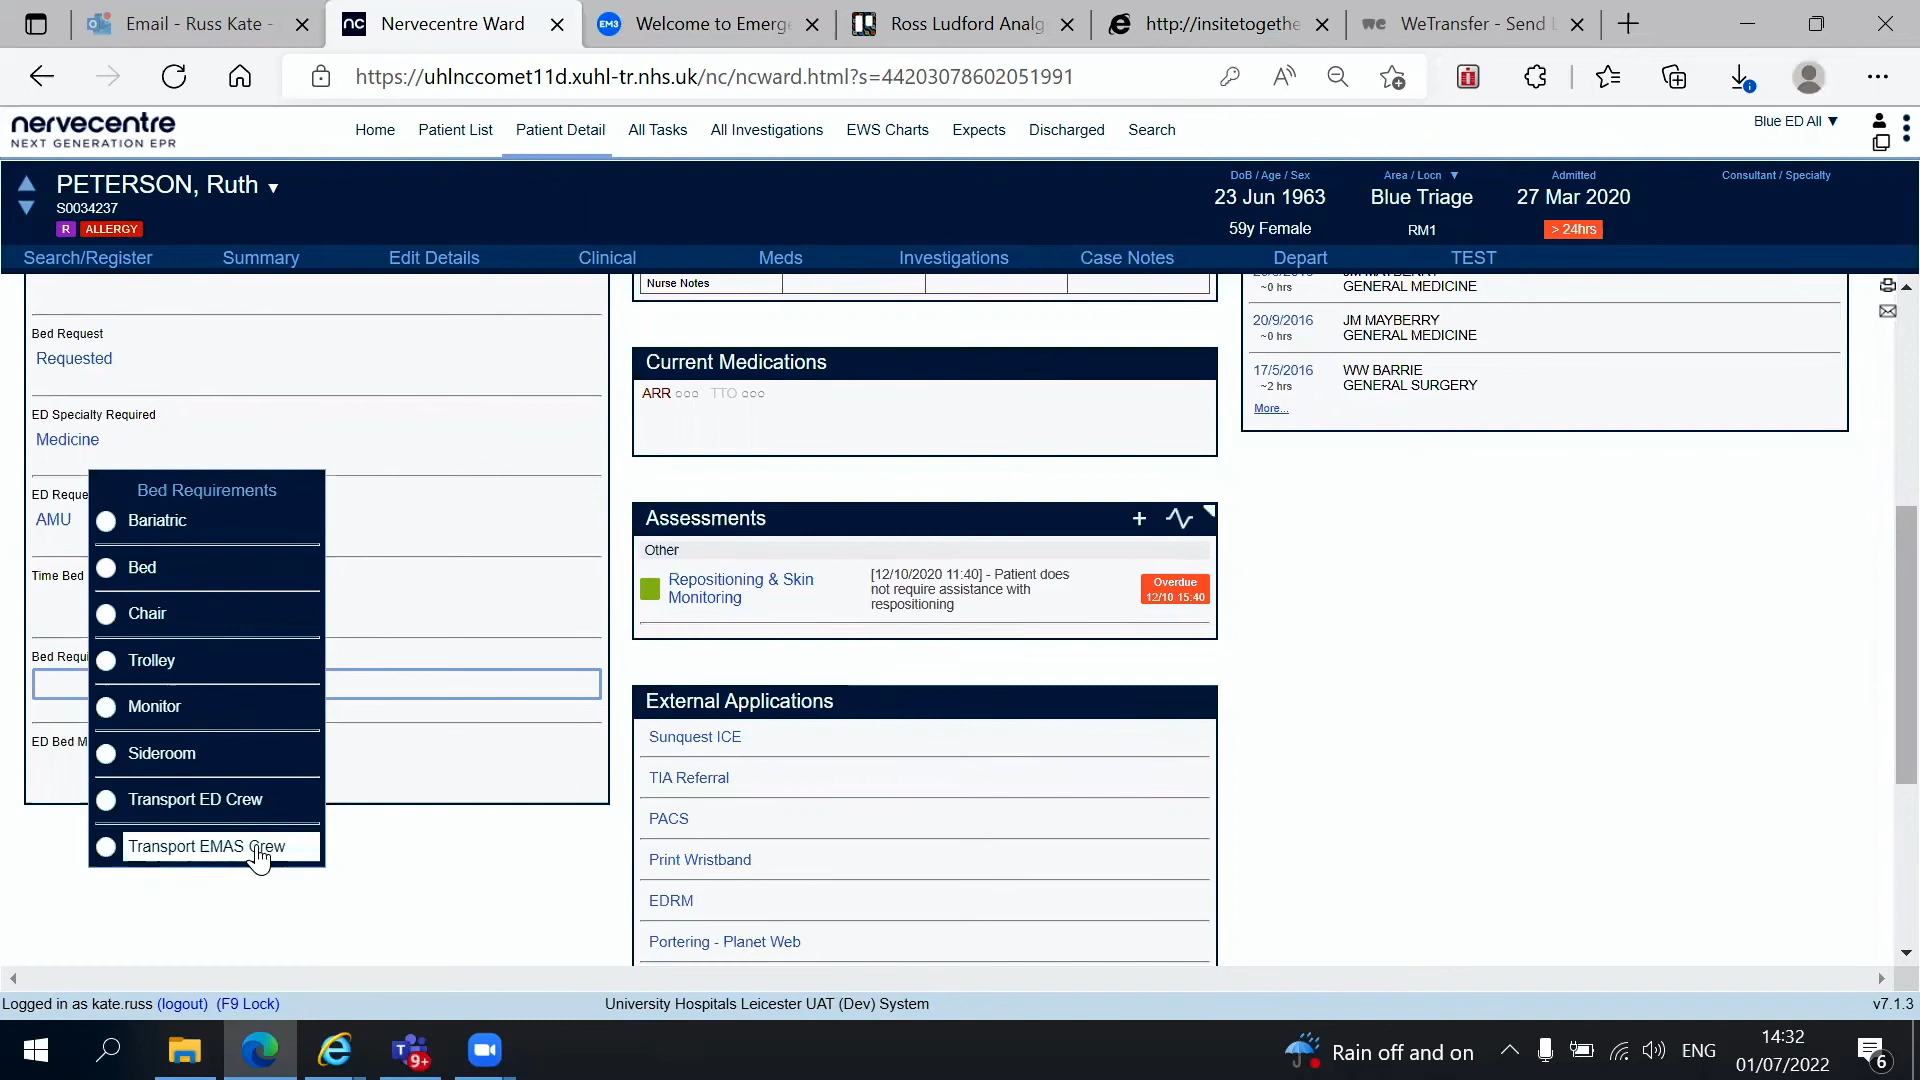 Email - Russ Kate -
nc Nervecentre Ward
EM3 Welcome to Emerge
Ross Ludford Analg
http://insitetogethe
we WeTransfer - Send L
https://uhlnccomet11d.xuhl-tr.nhs.uk/nc/ncward.html?s=44203078602051991
nervecentre
NEXT GENERATION EPR
Home Patient List Patient Detail All Tasks All Investigations EWS Charts Expects Discharged Search
Blue ED All ▼
PETERSON, Ruth ▾
S0034237
R ALLERGY
DoB / Age / Sex
23 Jun 1963
59y Female
Area / Locn ▼
Blue Triage
RM1
Admitted
27 Mar 2020
> 24hrs
Consultant / Specialty
Search/Register Summary Edit Details Clinical Meds Investigations Case Notes Depart TEST
Bed Request
Requested
ED Specialty Required
Medicine
ED Reque
AMU
Time Bed
Bed Requi
ED Bed M
Bed Requirements
Bariatric
Bed
Chair
Trolley
Monitor
Sideroom
Transport ED Crew
Transport EMAS Crew
Nurse Notes
Current Medications
ARR ○○○ TTO ○○○
Assessments
Other
Repositioning & Skin
Monitoring
[12/10/2020 11:40] - Patient does
not require assistance with
respositioning
Overdue
12/10 15:40
External Applications
Sunquest ICE
TIA Referral
PACS
Print Wristband
EDRM
Portering - Planet Web
~0 hrs
GENERAL MEDICINE
20/9/2016 JM MAYBERRY
~0 hrs GENERAL MEDICINE
17/5/2016 WW BARRIE
~2 hrs GENERAL SURGERY
More...
Logged in as kate.russ (logout) (F9 Lock)
University Hospitals Leicester UAT (Dev) System
v7.1.3
9+
Rain off and on
ENG
14:32
01/07/2022
6